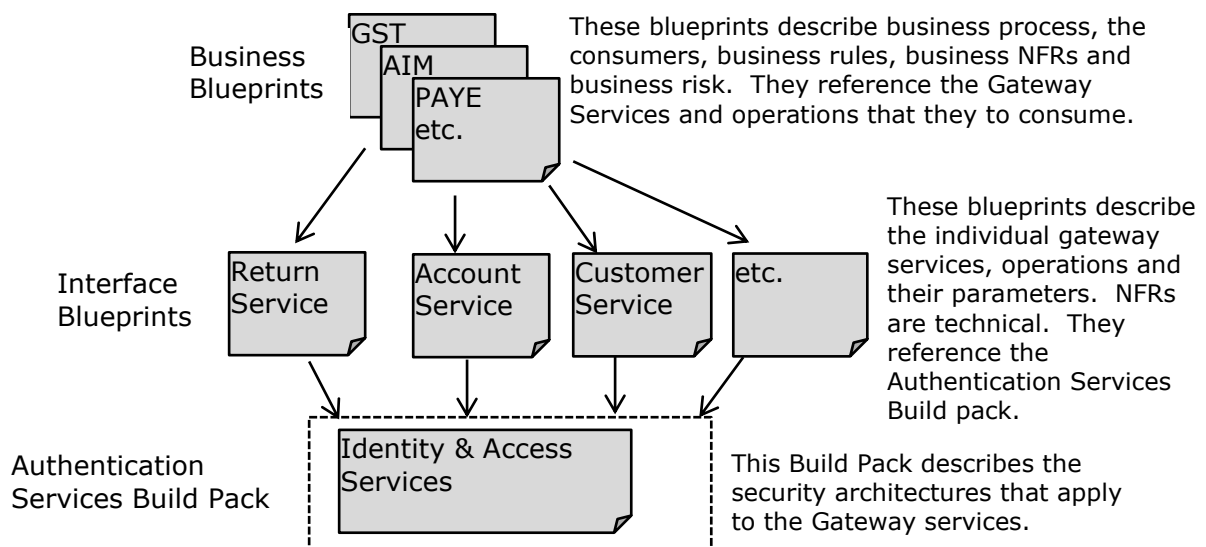 Business
Blueprints
GST
AIM
PAYE
etc.
These blueprints describe business process, the
consumers, business rules, business NFRs and
business risk.  They reference the Gateway
Services and operations that they to consume.
Interface
Blueprints
Return
Service
Account
Service
Customer
Service
etc.
These blueprints describe
the individual gateway
services, operations and
their parameters.  NFRs
are technical.  They
reference the
Authentication Services
Build pack.
Authentication
Services Build Pack
Identity & Access
Services
This Build Pack describes the
security architectures that apply
to the Gateway services.